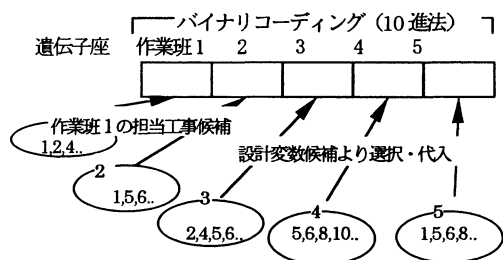 バイナリコーディング（10進法）
遺伝子座 作業班1 2 3 4 5
作業班1の担当工事候補
1,2,4..
設計変数候補より選択・代入
2
1,5,6..
3
2,4,5,6..
4
5,6,8,10..
5
1,5,6,8..